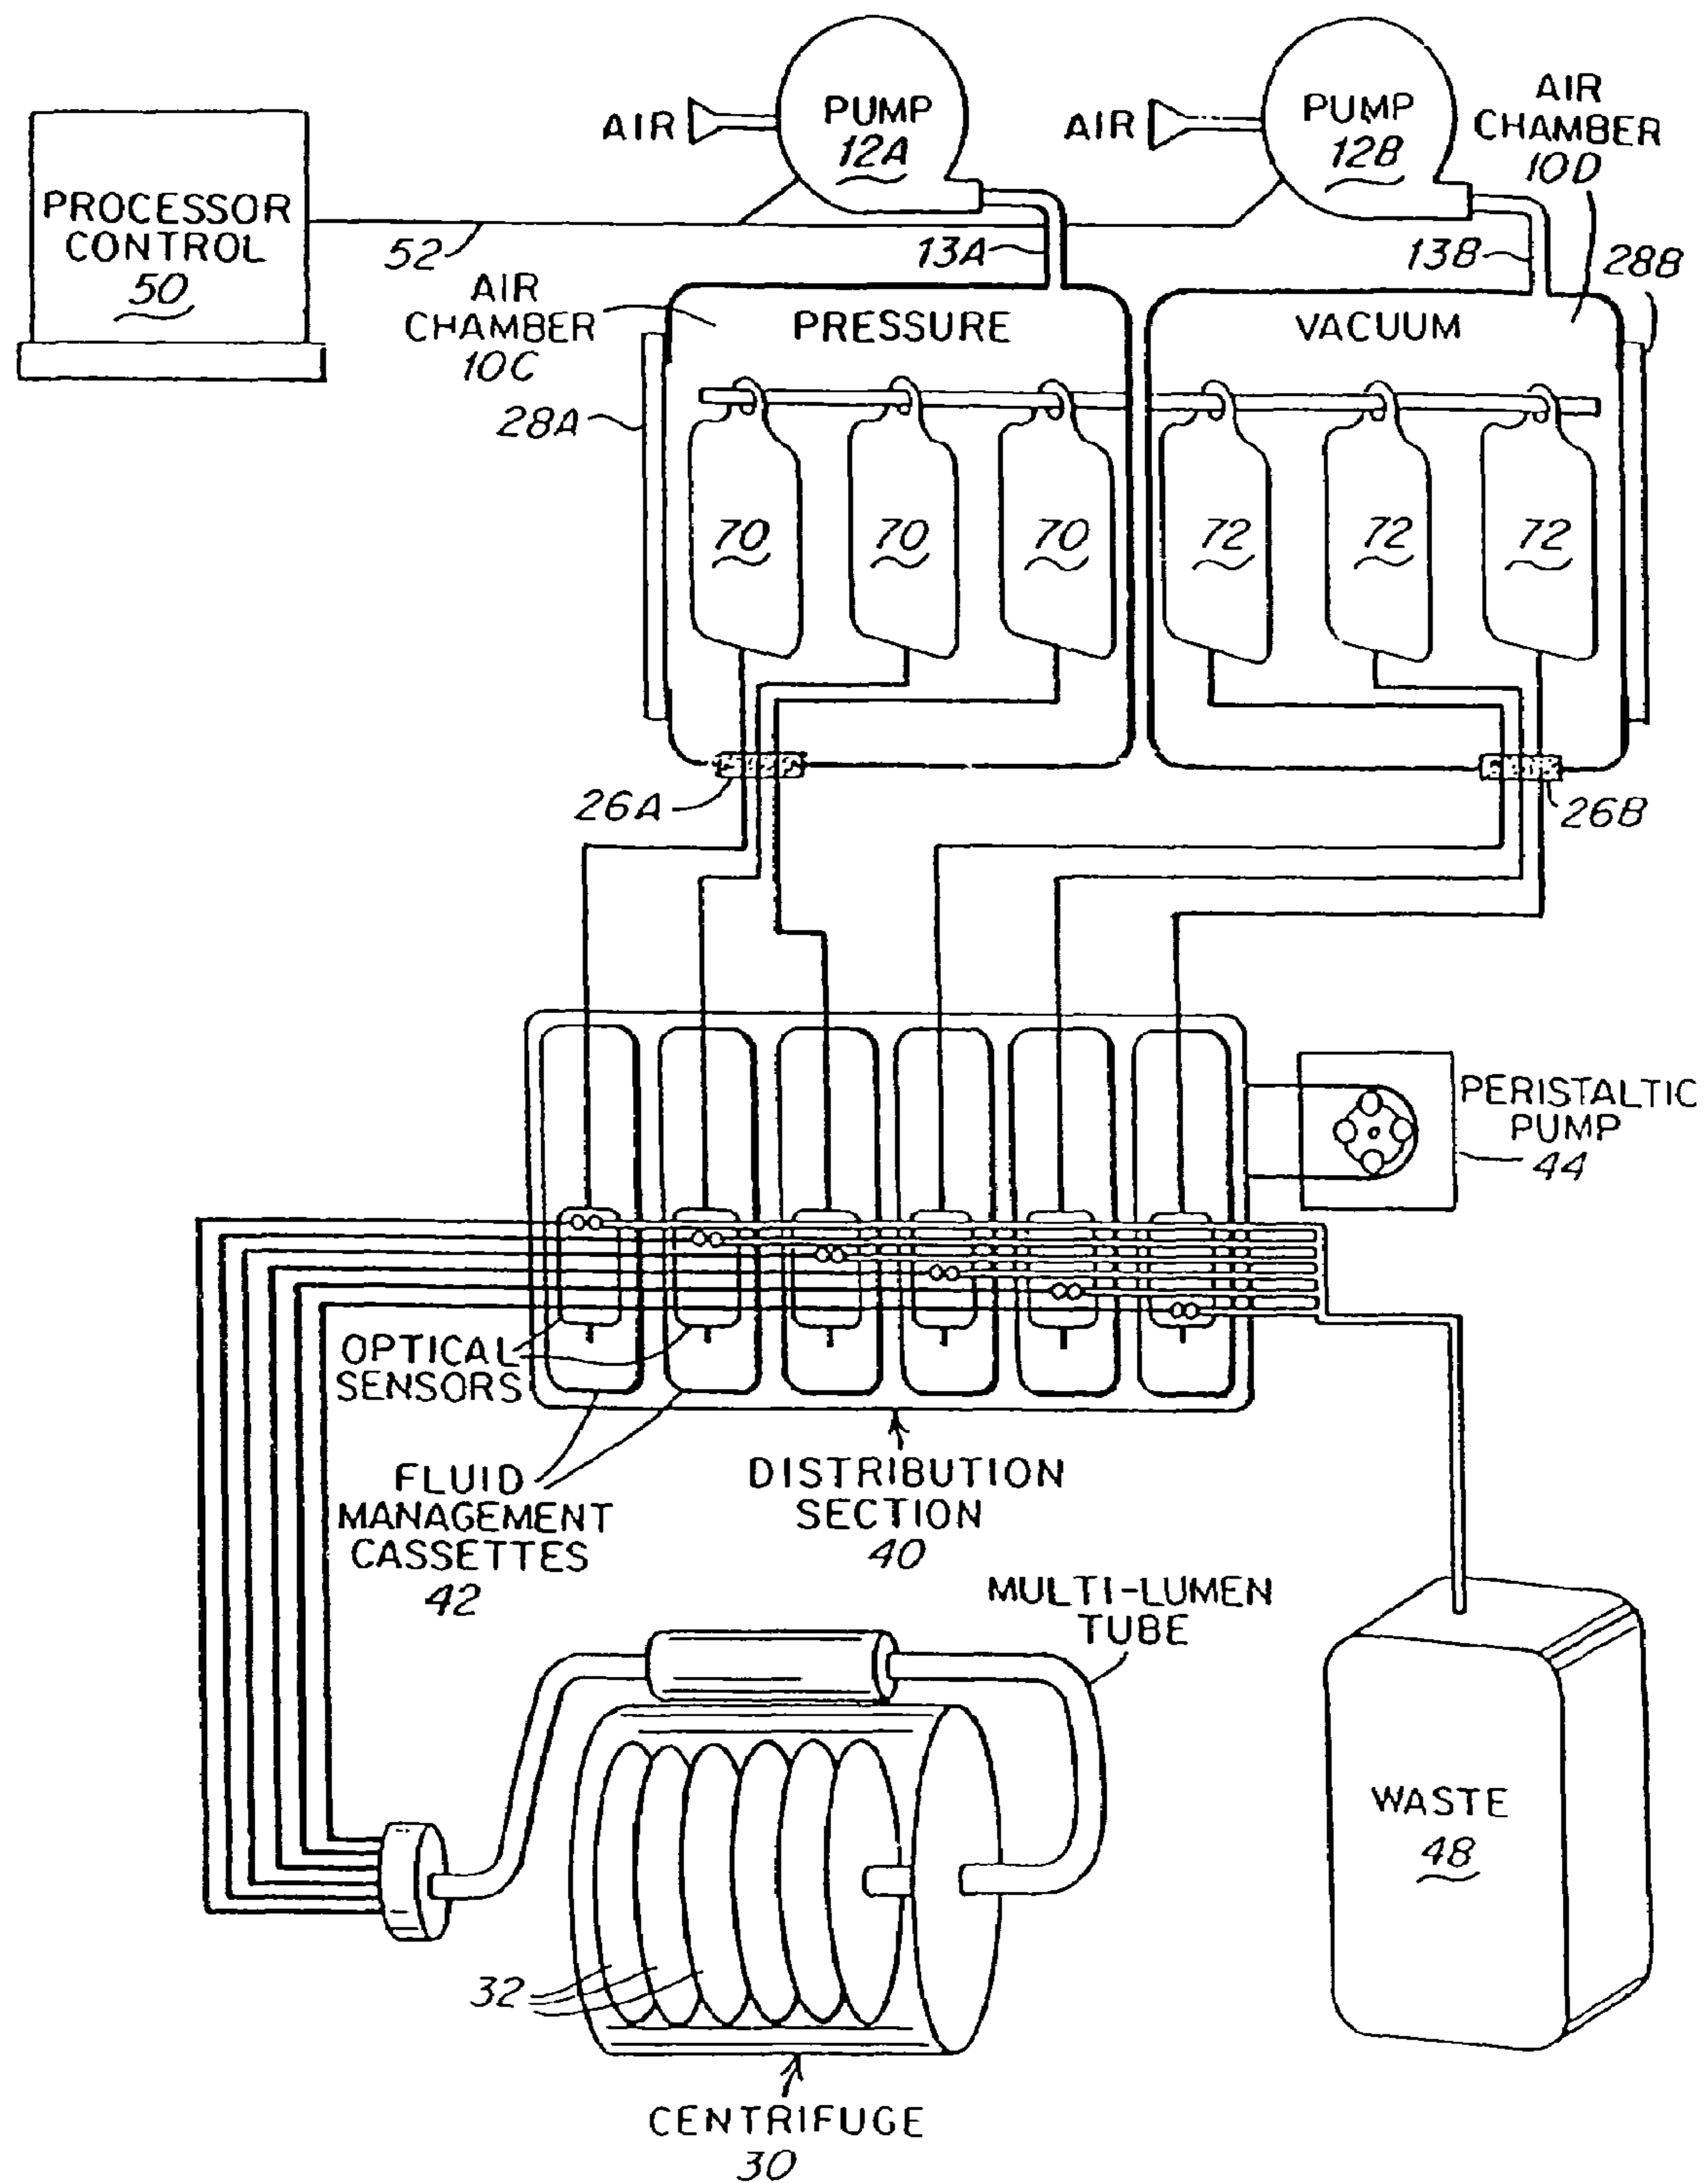 PUMP
12A
AIR
PUMP
12B
AIR
AIR
CHAMBER
10D
PROCESSOR
CONTROL
50
52
13A
13B
28B
AIR
CHAMBER
10C
PRESSURE
VACUUM
28A
70
70
70
72
72
72
26A
26B
PERISTALTIC
PUMP
44
OPTICAL
SENSORS
FLUID
MANAGEMENT
CASSETTES
42
DISTRIBUTION
SECTION
40
MULTI-LUMEN
TUBE
WASTE
48
32
CENTRIFUGE
30